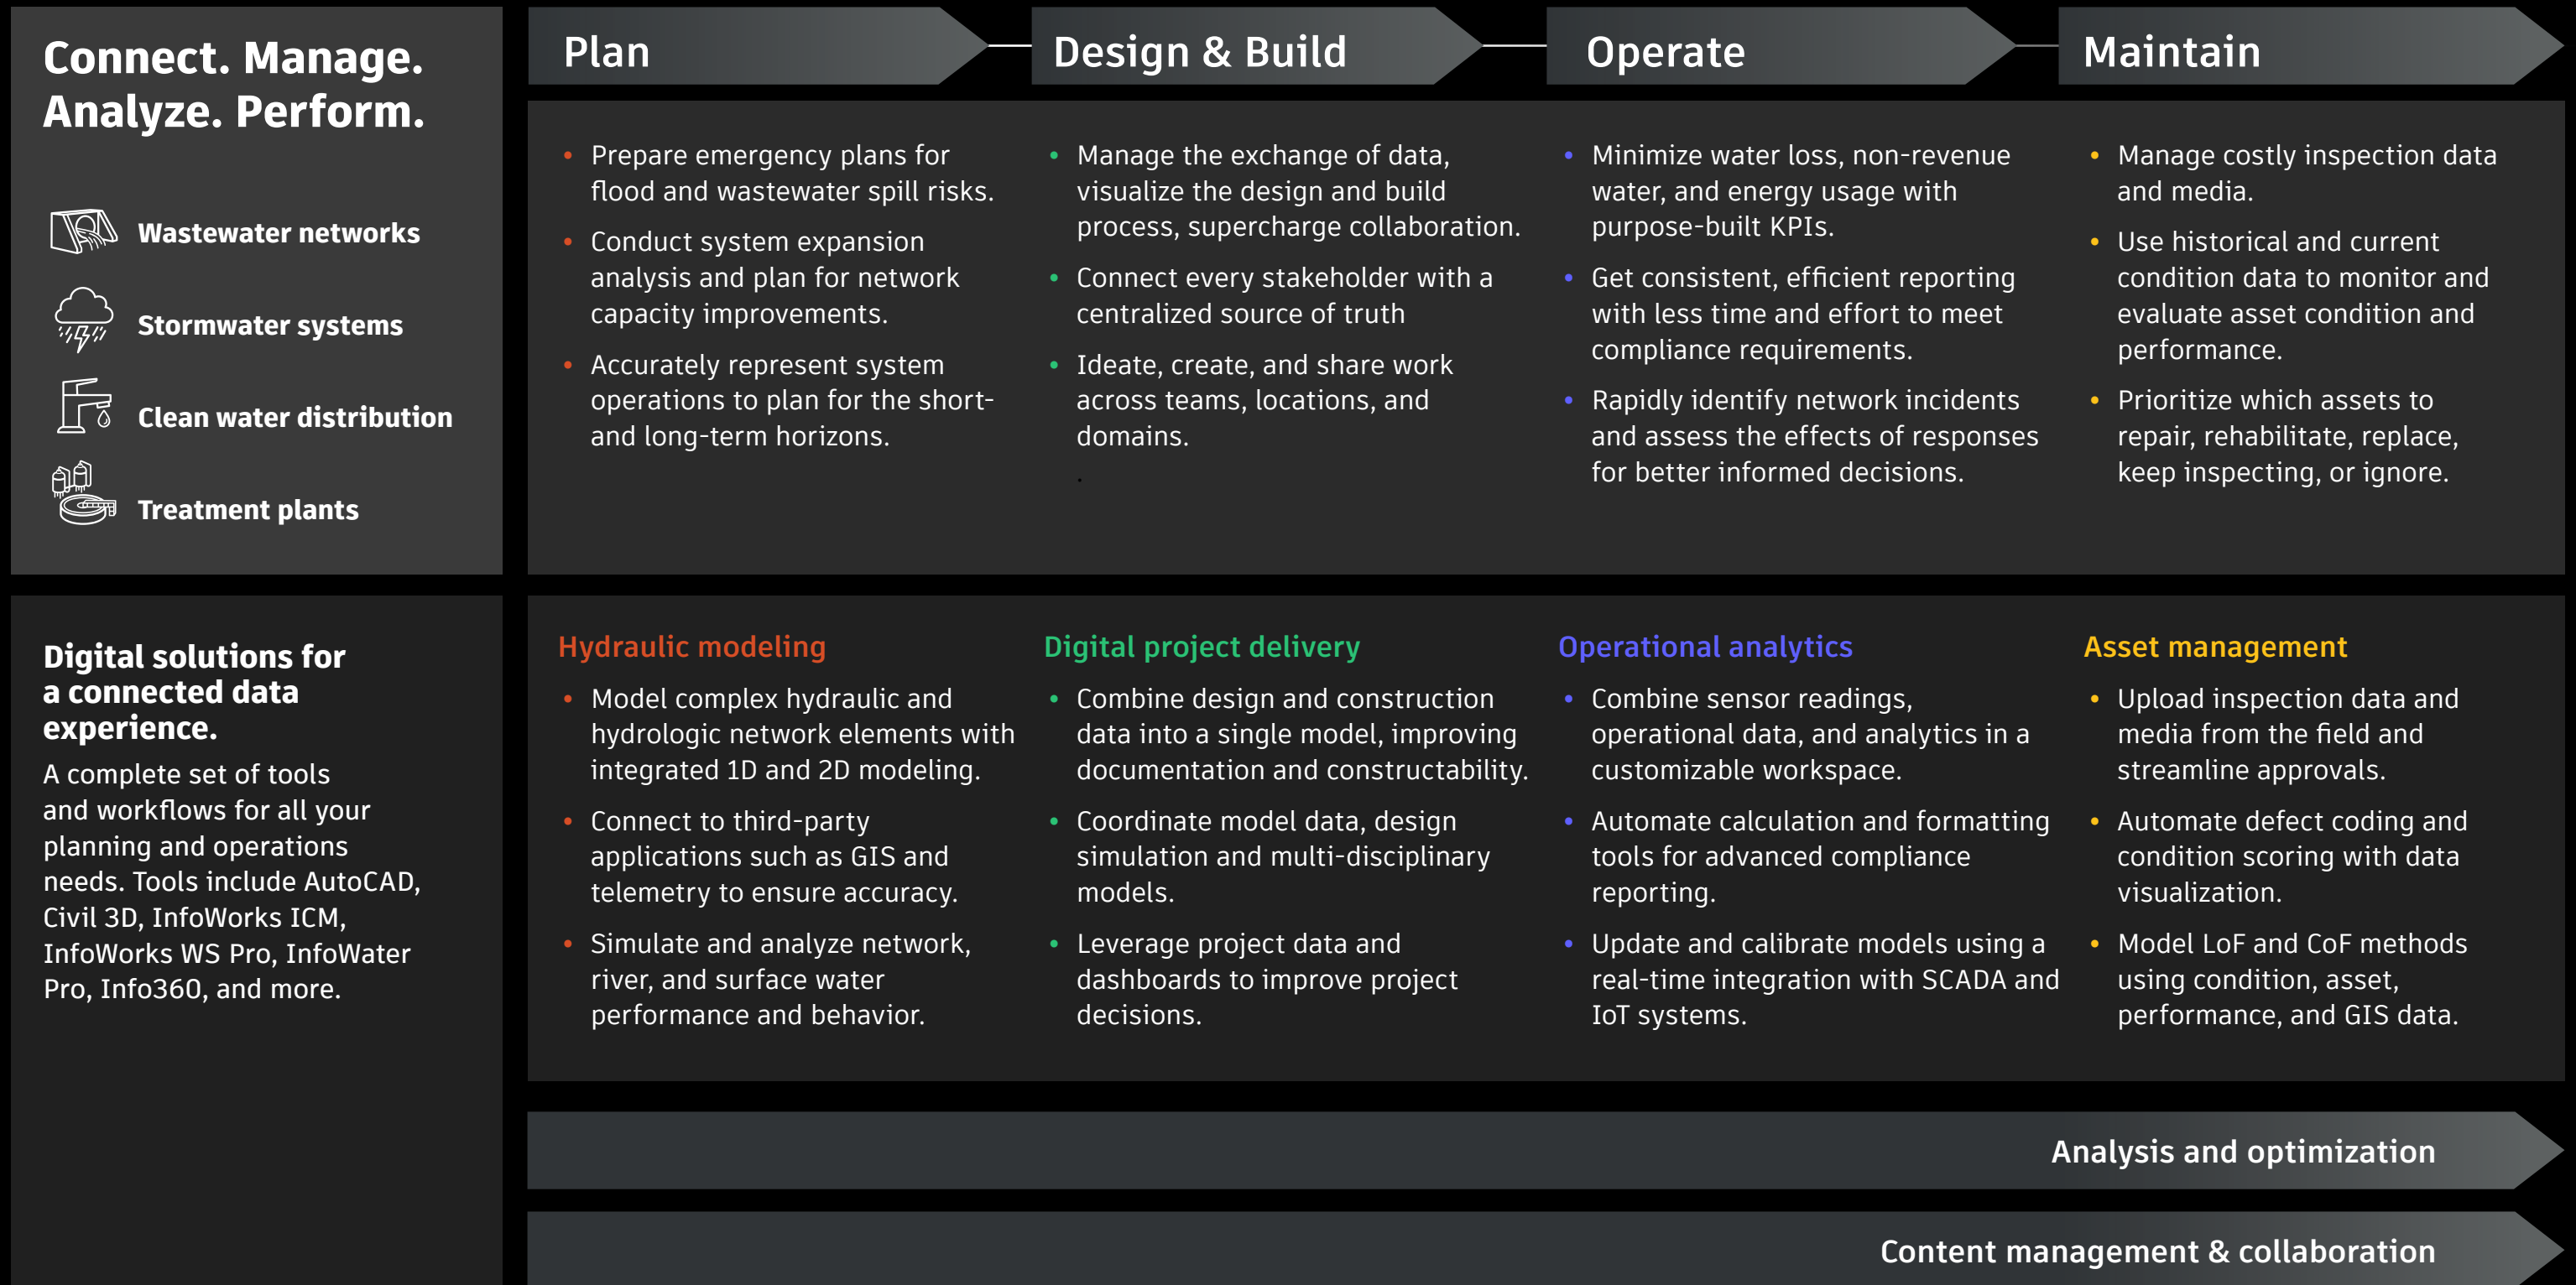 Connect. Manage.
Analyze. Perform.
Wastewater networks
Stormwater systems
Clean water distribution
Treatment plants
Plan
Design & Build
Operate
Maintain
• Prepare emergency plans for
flood and wastewater spill risks.
• Conduct system expansion
analysis and plan for network
capacity improvements.
• Accurately represent system
operations to plan for the short-
and long-term horizons.
• Manage the exchange of data,
visualize the design and build
process, supercharge collaboration.
• Connect every stakeholder with a
centralized source of truth
• Ideate, create, and share work
across teams, locations, and
domains.
.
• Minimize water loss, non-revenue
water, and energy usage with
purpose-built KPIs.
• Get consistent, efficient reporting
with less time and effort to meet
compliance requirements.
• Rapidly identify network incidents
and assess the effects of responses
for better informed decisions.
• Manage costly inspection data
and media.
• Use historical and current
condition data to monitor and
evaluate asset condition and
performance.
• Prioritize which assets to
repair, rehabilitate, replace,
keep inspecting, or ignore.
Digital solutions for
a connected data
experience.
A complete set of tools
and workflows for all your
planning and operations
needs. Tools include AutoCAD,
Civil 3D, InfoWorks ICM,
InfoWorks WS Pro, InfoWater
Pro, Info360, and more.
Hydraulic modeling
• Model complex hydraulic and
hydrologic network elements with
integrated 1D and 2D modeling.
• Connect to third-party
applications such as GIS and
telemetry to ensure accuracy.
• Simulate and analyze network,
river, and surface water
performance and behavior.
Digital project delivery
• Combine design and construction
data into a single model, improving
documentation and constructability.
• Coordinate model data, design
simulation and multi-disciplinary
models.
• Leverage project data and
dashboards to improve project
decisions.
Operational analytics
• Combine sensor readings,
operational data, and analytics in a
customizable workspace.
• Automate calculation and formatting
tools for advanced compliance
reporting.
• Update and calibrate models using a
real-time integration with SCADA and
IoT systems.
Asset management
• Upload inspection data and
media from the field and
streamline approvals.
• Automate defect coding and
condition scoring with data
visualization.
• Model LoF and CoF methods
using condition, asset,
performance, and GIS data.
Analysis and optimization
Content management & collaboration